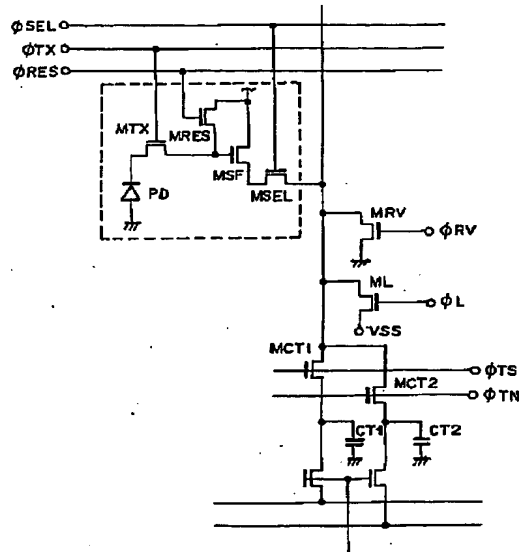 φSEL
φTX
φRES
MTX
MRES
MSF
PD
MSEL
MRV
φRV
ML
φL
VSS
MCT1
φTS
MCT2
φTN
CT1
CT2